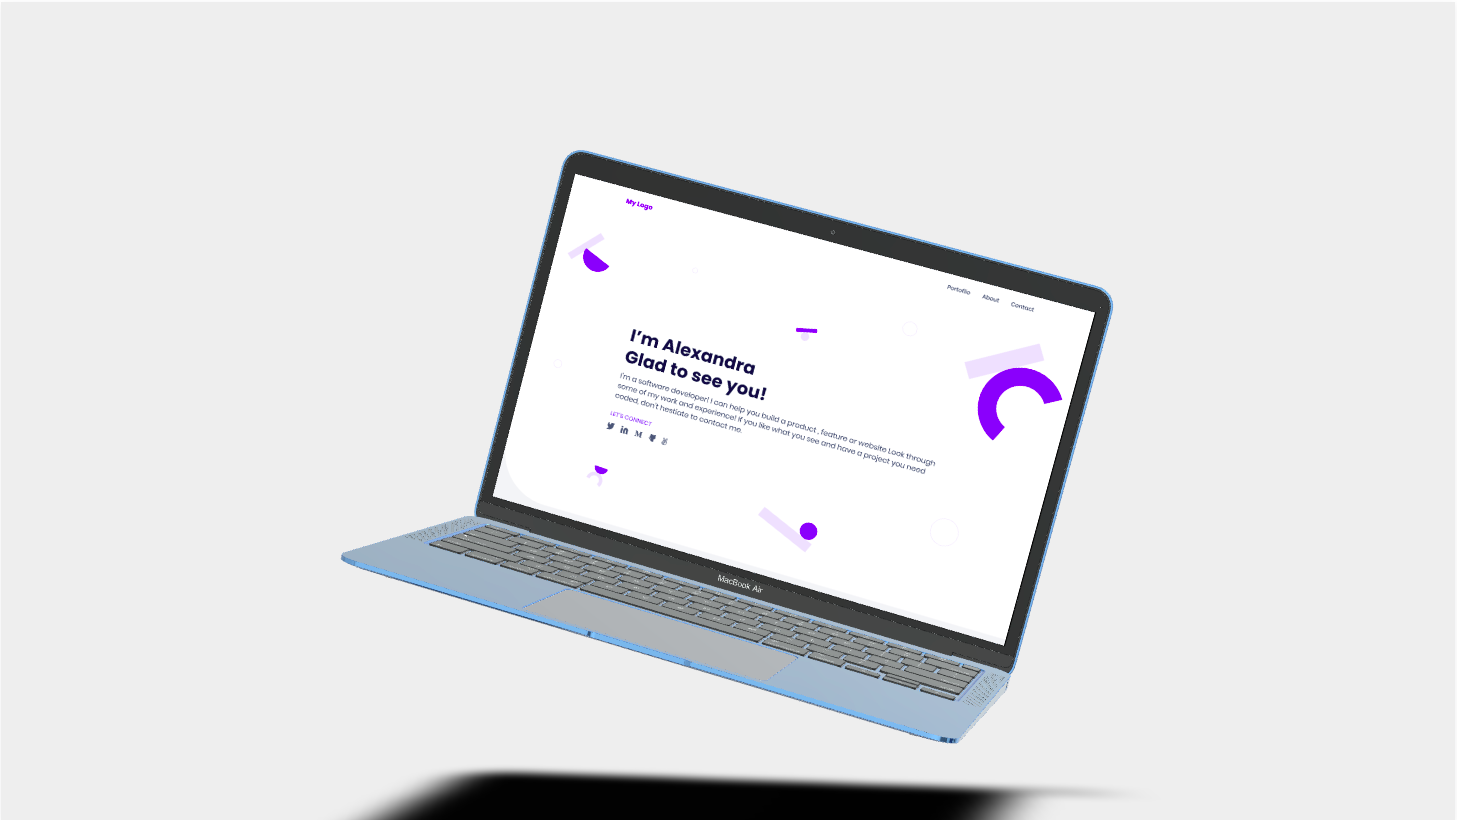 My Logo
Portoflio About Contact
I'm Alexandra
Glad to see you!
I'm a software developer! I can help you build a product , feature or website Look through
some of my work and experience! If you like what you see and have a project you need
coded, don't hestiate to contact me.
LET'S CONNECT
MacBook Air